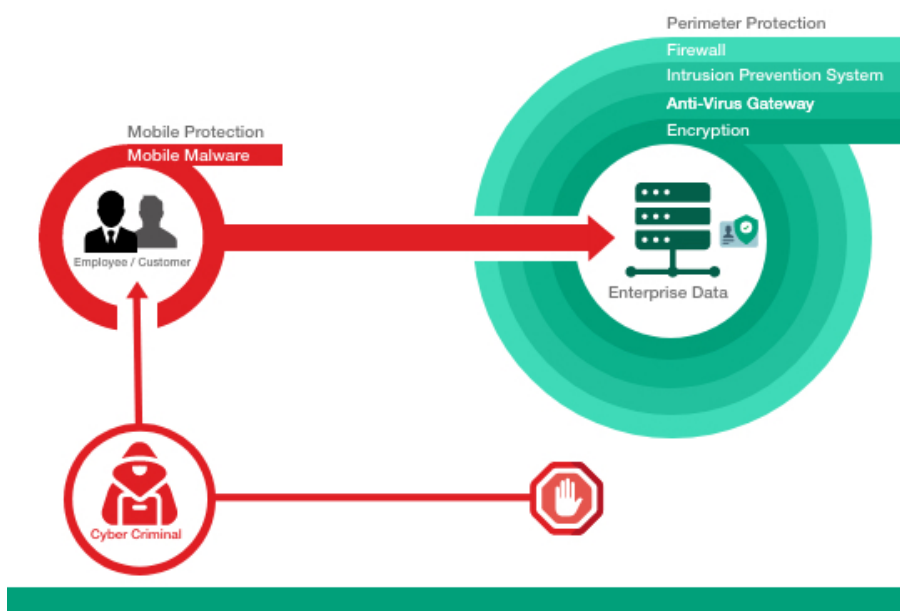 Perimeter Protection
Firewall
Intrusion Prevention System
Anti-Virus Gateway
Encryption
Mobile Protection
Mobile Malware
Employee / Customer
Enterprise Data
Cyber Criminal